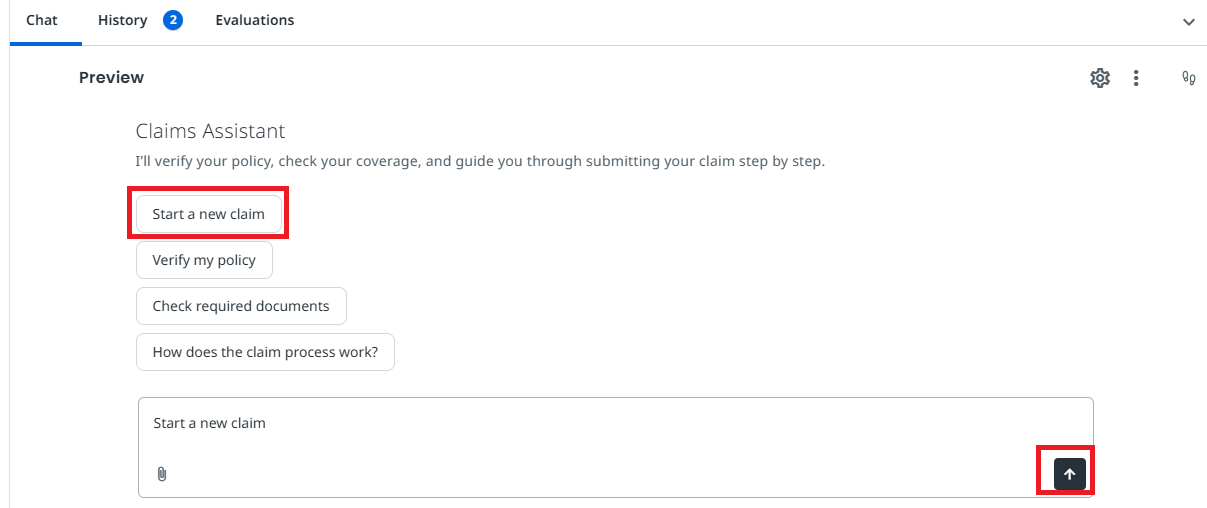 Chat History 2 Evaluations
Preview
Claims Assistant
I'll verify your policy, check your coverage, and guide you through submitting your claim step by step.
Start a new claim
Verify my policy
Check required documents
How does the claim process work?
Start a new claim